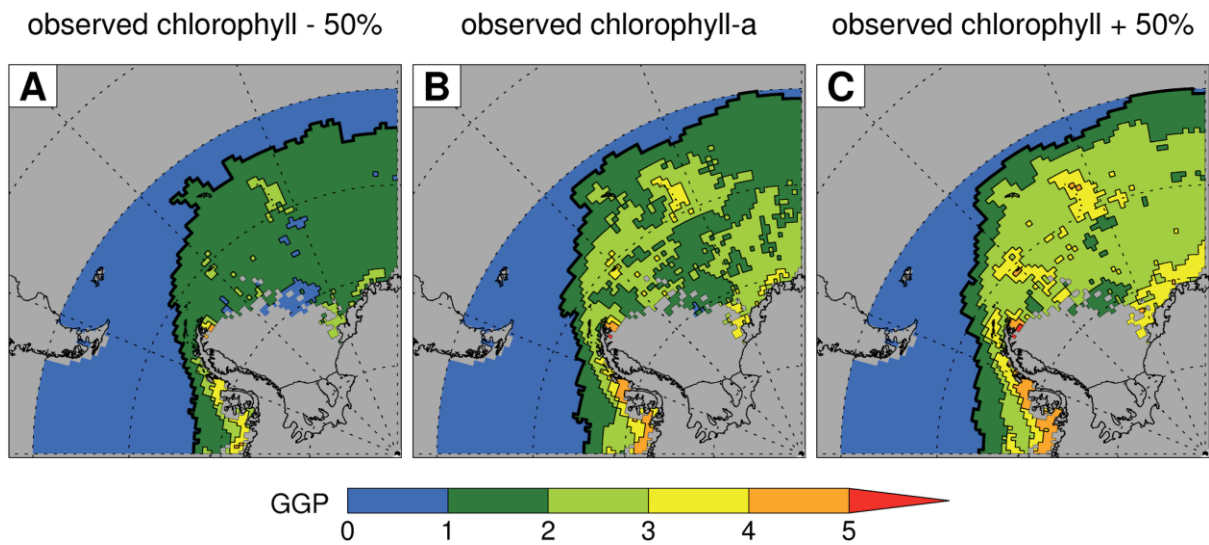 observed chlorophyll - 50%
observed chlorophyll-a
observed chlorophyll + 50%
A
B
C
GGP
0 1 2 3 4 5